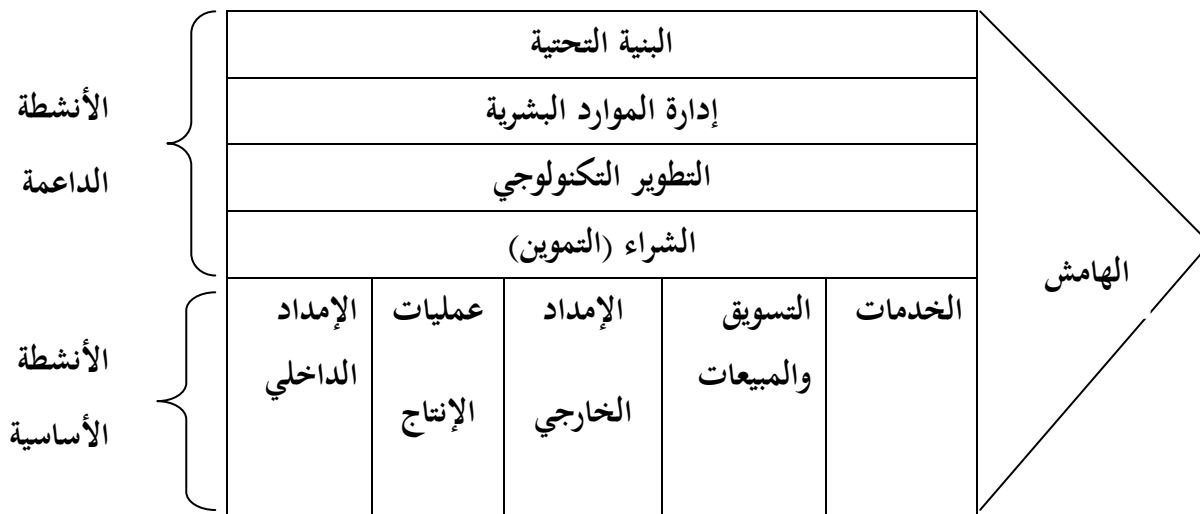 البنية التحتية
إدارة الموارد البشرية
التطوير التكنولوجي
الشراء (التموين)
الأنشطة
الداعمة
الهامش
الخدمات
التسويق
والمبيعات
الإمداد
الخارجي
عمليات
الإنتاج
الإمداد
الداخلي
الأنشطة
الأساسية